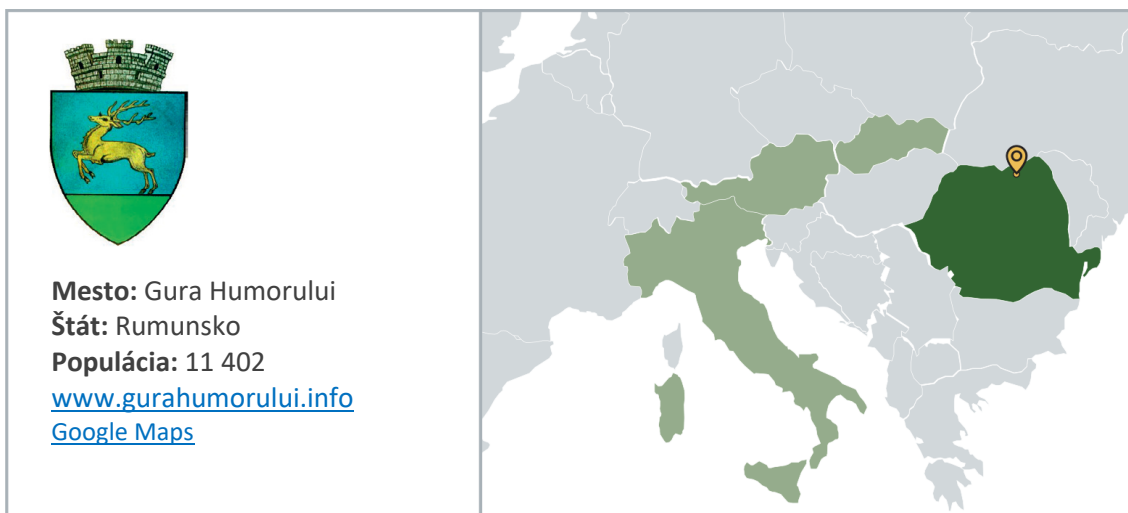 Mesto: Gura Humorului
Štát: Rumunsko
Populácia: 11 402
www.gurahumorului.info
Google Maps